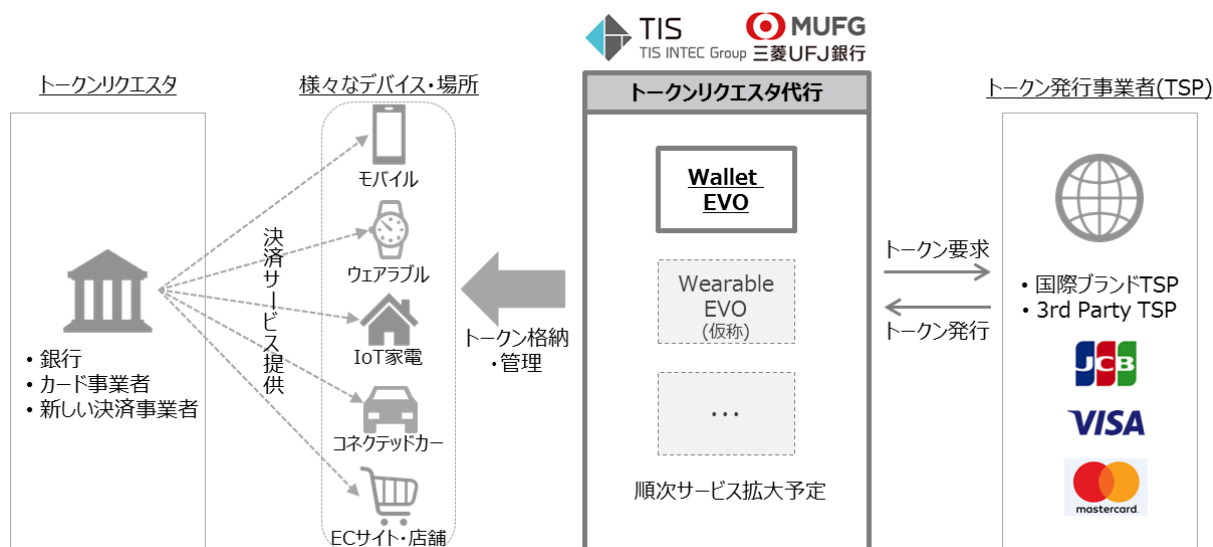 TIS
TIS INTEC Group
MUFG
三菱UFJ銀行
トークンリクエスタ
様々なデバイス・場所
トークンリクエスタ代行
トークン発行事業者(TSP)
・銀行
・カード事業者
・新しい決済事業者
決済サービス提供
モバイル
ウェアラブル
IoT家電
コネクテッドカー
ECサイト・店舗
トークン格納
・管理
Wallet
EVO
Wearable
EVO
(仮称)
...
順次サービス拡大予定
トークン要求
トークン発行
・国際ブランドTSP
・3rd Party TSP
JCB
VISA
mastercard.